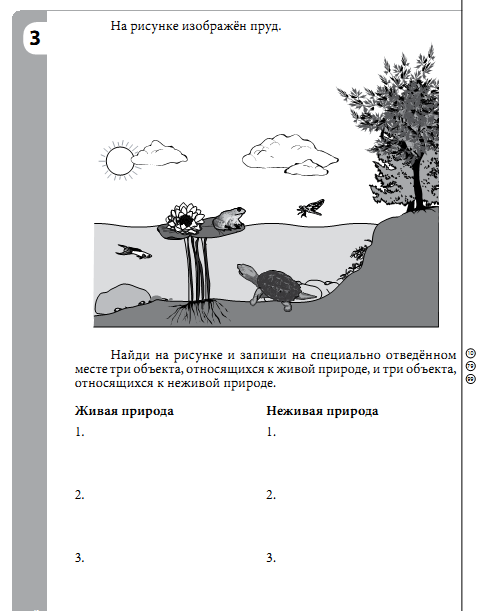 На рисунке изображён пруд.
3
Найди на рисунке и запиши на специально отведённом
месте три объекта, относящихся к живой природе, и три объекта,
относящихся к неживой природе.
Живая природа Неживая природа
1. 1.
2. 2.
3. 3.